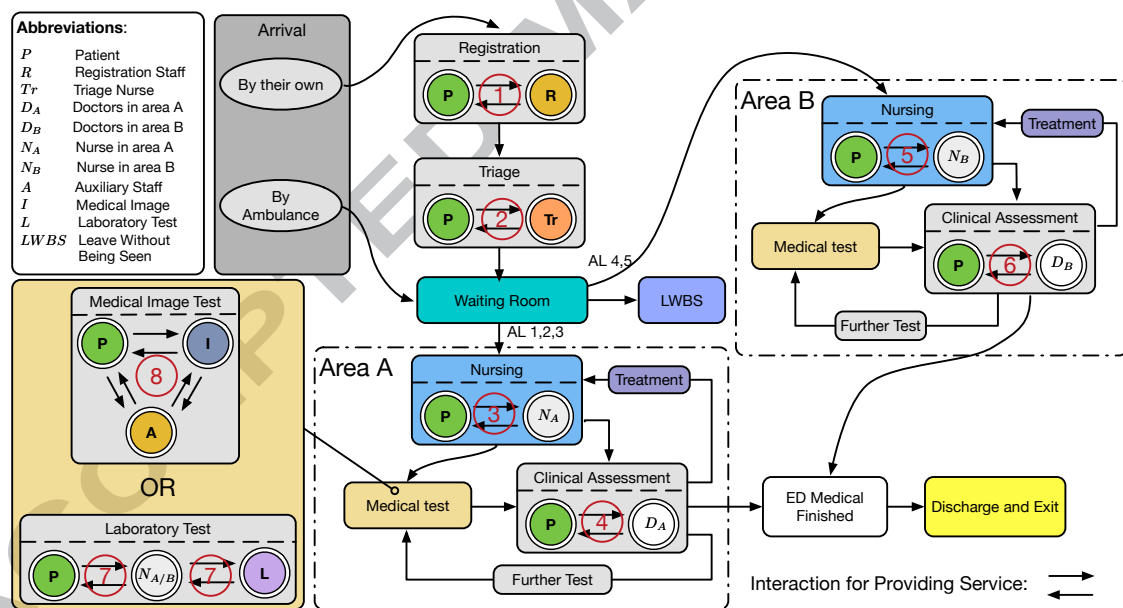 Abbreviations:
P Patient
R Registration Staff
Tr Triage Nurse
D_A Doctors in area A
D_B Doctors in area B
N_A Nurse in area A
N_B Nurse in area B
A Auxiliary Staff
I Medical Image
L Laboratory Test
LWBS Leave Without
Being Seen
Arrival
By their own
By
Ambulance
Registration
P 1 R
Triage
P 2 Tr
Waiting Room
AL 4,5
LWBS
AL 1,2,3
Area A
Nursing
P 3 N_A
Treatment
Medical test
Clinical Assessment
P 4 D_A
Further Test
Area B
Nursing
P 5 N_B
Treatment
Medical test
Clinical Assessment
P 6 D_B
Further Test
Medical Image Test
P I
8
A
OR
Laboratory Test
P 7 N_A/B 7 L
ED Medical
Finished
Discharge and Exit
Interaction for Providing Service: